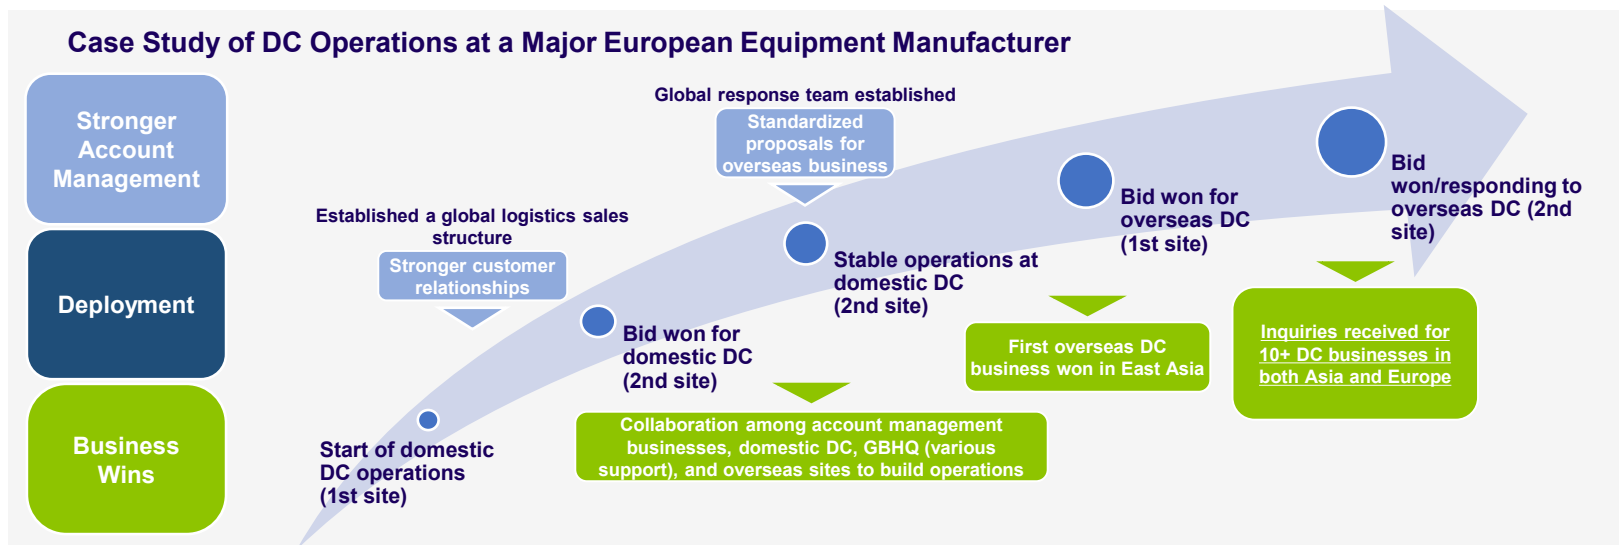 Case Study of DC Operations at a Major European Equipment Manufacturer
Stronger
Account
Management
Deployment
Business
Wins
Established a global logistics sales
structure
Stronger customer
relationships
Global response team established
Standardized
proposals for
overseas business
Start of domestic
DC operations
(1st site)
Bid won for
domestic DC
(2nd site)
Stable operations at
domestic DC
(2nd site)
Bid won for
overseas DC
(1st site)
Bid
won/responding to
overseas DC (2nd
site)
Collaboration among account management
businesses, domestic DC, GBHQ (various
support), and overseas sites to build operations
First overseas DC
business won in East Asia
Inquiries received for
10+ DC businesses in
both Asia and Europe